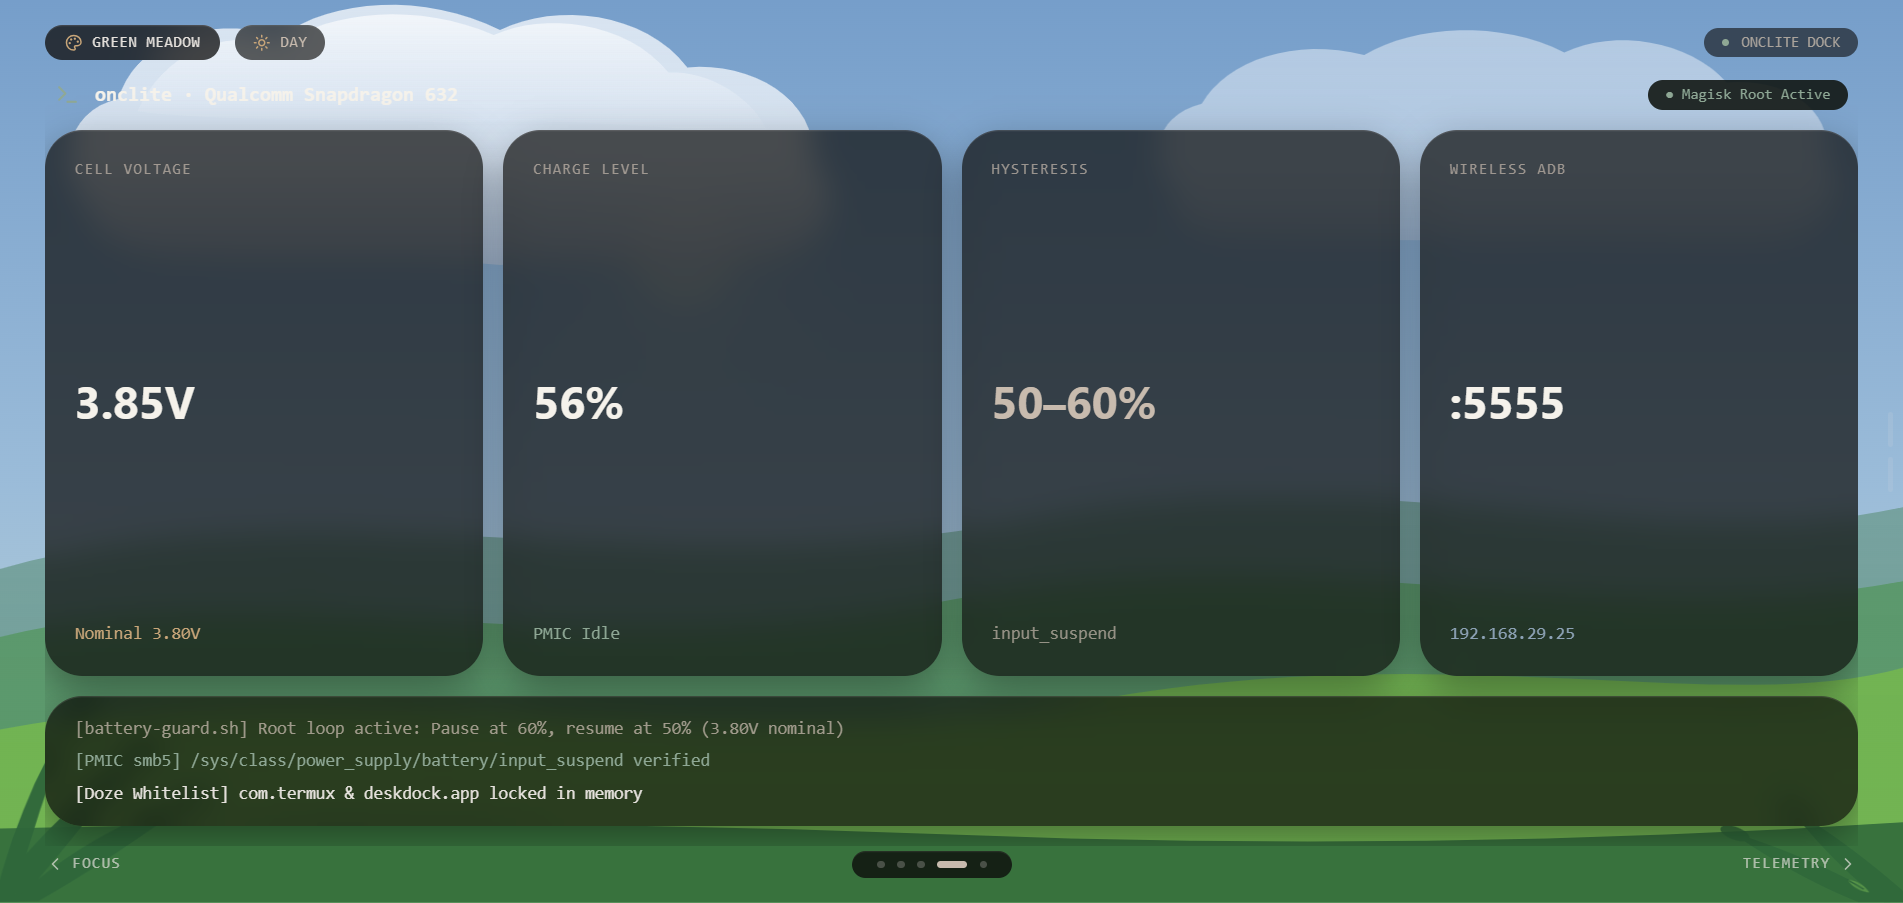 GREEN MEADOW
DAY
ONCLITE DOCK
onclite · Qualcomm Snapdragon 632
Magisk Root Active
CELL VOLTAGE
3.85V
Nominal 3.80V
CHARGE LEVEL
56%
PMIC Idle
HYSTERESIS
50–60%
input_suspend
WIRELESS ADB
:5555
192.168.29.25
[battery-guard.sh] Root loop active: Pause at 60%, resume at 50% (3.80V nominal)
[PMIC smb5] /sys/class/power_supply/battery/input_suspend verified
[Doze Whitelist] com.termux & deskdock.app locked in memory
FOCUS
TELEMETRY